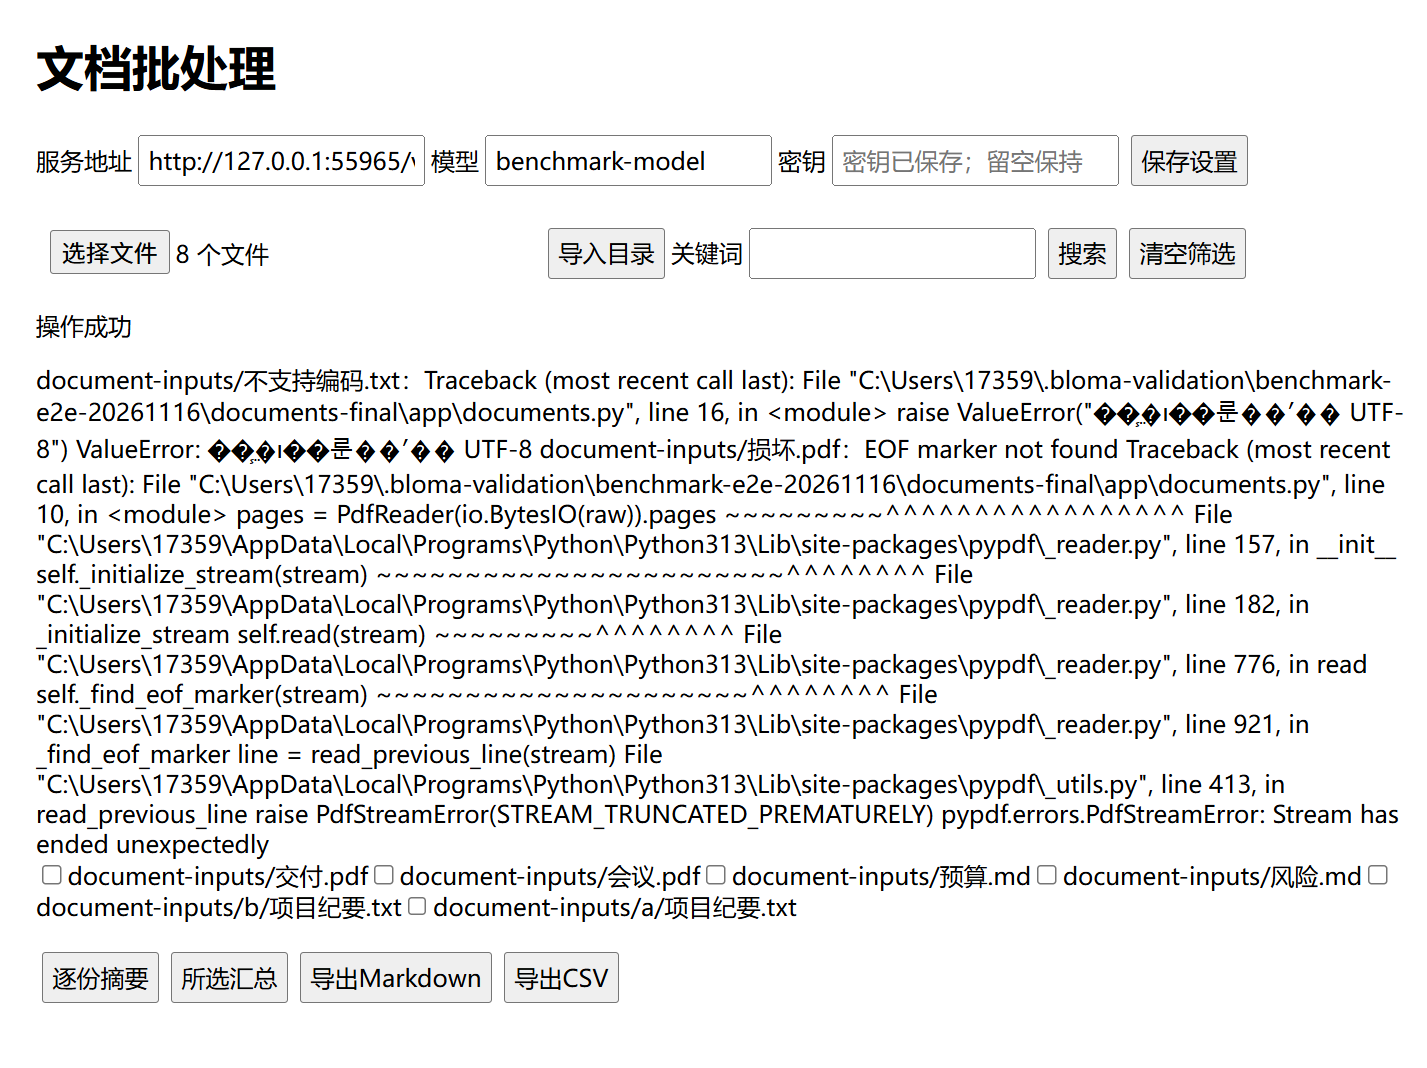 文档批处理
服务地址 http://127.0.0.1:55965/v 模型 benchmark-model 密钥 密钥已保存；留空保持 保存设置
选择文件 8 个文件 导入目录 关键词 搜索 清空筛选
操作成功
document-inputs/不支持编码.txt：Traceback (most recent call last): File "C:\Users\17359\.bloma-validation\benchmark-
e2e-20261116\documents-final\app\documents.py", line 16, in <module> raise ValueError(" UTF-
8") ValueError: UTF-8 document-inputs/损坏.pdf：EOF marker not found Traceback (most recent
call last): File "C:\Users\17359\.bloma-validation\benchmark-e2e-20261116\documents-final\app\documents.py", line
10, in <module> pages = PdfReader(io.BytesIO(raw)).pages ~~~~~~~~~^^^^^^^^^^^^^^^^^ File
"C:\Users\17359\AppData\Local\Programs\Python\Python313\Lib\site-packages\pypdf\_reader.py", line 157, in __init__
self._initialize_stream(stream) ~~~~~~~~~~~~~~~~~~~~~~~^^^^^^^^ File
"C:\Users\17359\AppData\Local\Programs\Python\Python313\Lib\site-packages\pypdf\_reader.py", line 182, in
_initialize_stream self.read(stream) ~~~~~~~~~^^^^^^^^ File
"C:\Users\17359\AppData\Local\Programs\Python\Python313\Lib\site-packages\pypdf\_reader.py", line 776, in read
self._find_eof_marker(stream) ~~~~~~~~~~~~~~~~~~~~~^^^^^^^^ File
"C:\Users\17359\AppData\Local\Programs\Python\Python313\Lib\site-packages\pypdf\_reader.py", line 921, in
_find_eof_marker line = read_previous_line(stream) File
"C:\Users\17359\AppData\Local\Programs\Python\Python313\Lib\site-packages\pypdf\_utils.py", line 413, in
read_previous_line raise PdfStreamError(STREAM_TRUNCATED_PREMATURELY) pypdf.errors.PdfStreamError: Stream has
ended unexpectedly
document-inputs/交付.pdf document-inputs/会议.pdf document-inputs/预算.md document-inputs/风险.md
document-inputs/b/项目纪要.txt document-inputs/a/项目纪要.txt
逐份摘要 所选汇总 导出Markdown 导出CSV